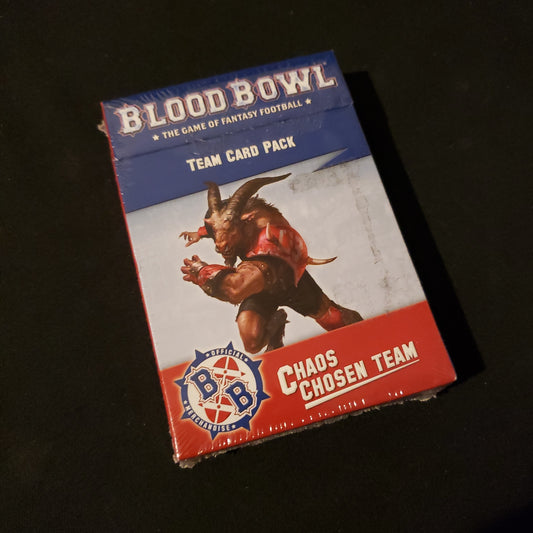 BLOOD BOWL
★ THE GAME OF FANTASY FOOTBALL ★
TEAM CARD PACK
CHAOS
CHOSEN TEAM
OFFICIAL
B B
MERCHANDISE